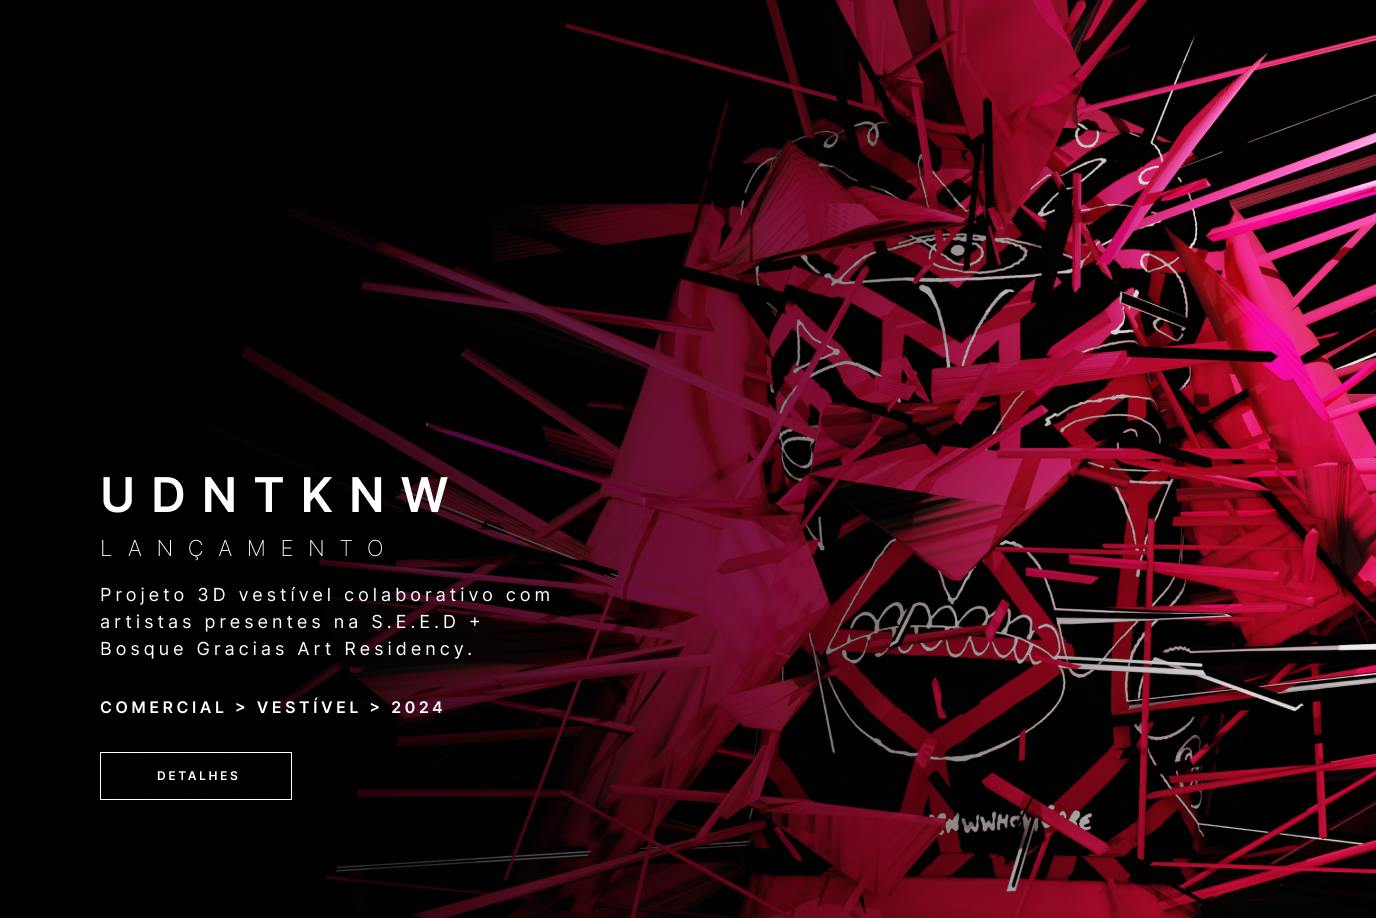 UDNTKNW
LANÇAMENTO
Projeto 3D vestível colaborativo com
artistas presentes na S.E.E.D +
Bosque Gracias Art Residency.
COMERCIAL > VESTÍVEL > 2024
DETALHES